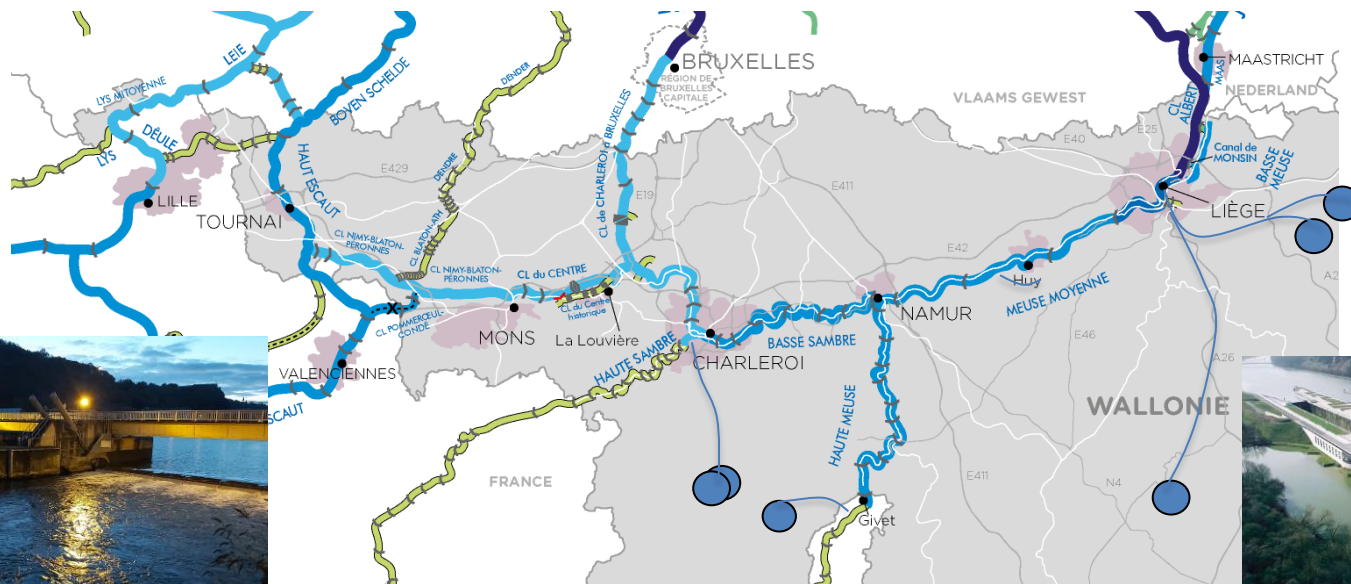 LEIE
LYS MITOYENNE
DEÛLE
LYS
LILLE
BOVEN SCHELDE
DENDER
BRUXELLES
RÉGION DE
BRUXELLES
CAPITALE
VLAAMS GEWEST
MAASTRICHT
MAAS
NEDERLAND
CL
ALBERT
E40
E25
Canal de
MONSIN
BASSE
MEUSE
LIÈGE
E429
HAUT ESCAUT
TOURNAI
DENDRE
CL BLATON-ATH
CL de CHARLEROI à BRUXELLES
E19
E411
E42
CL NIMY-BLATON-
PÉRONNES
CL NIMY-BLATON-
PÉRONNES
CL du CENTRE
CL du Centre
historique
CL POMMERŒUL-
CONDÉ
MONS
La Louvière
Huy
MEUSE MOYENNE
NAMUR
BASSE SAMBRE
CHARLEROI
HAUTE SAMBRE
VALENCIENNES
SCAUT
E46
A2
A26
WALLONIE
HAUTE MEUSE
FRANCE
E411
N4
Givet